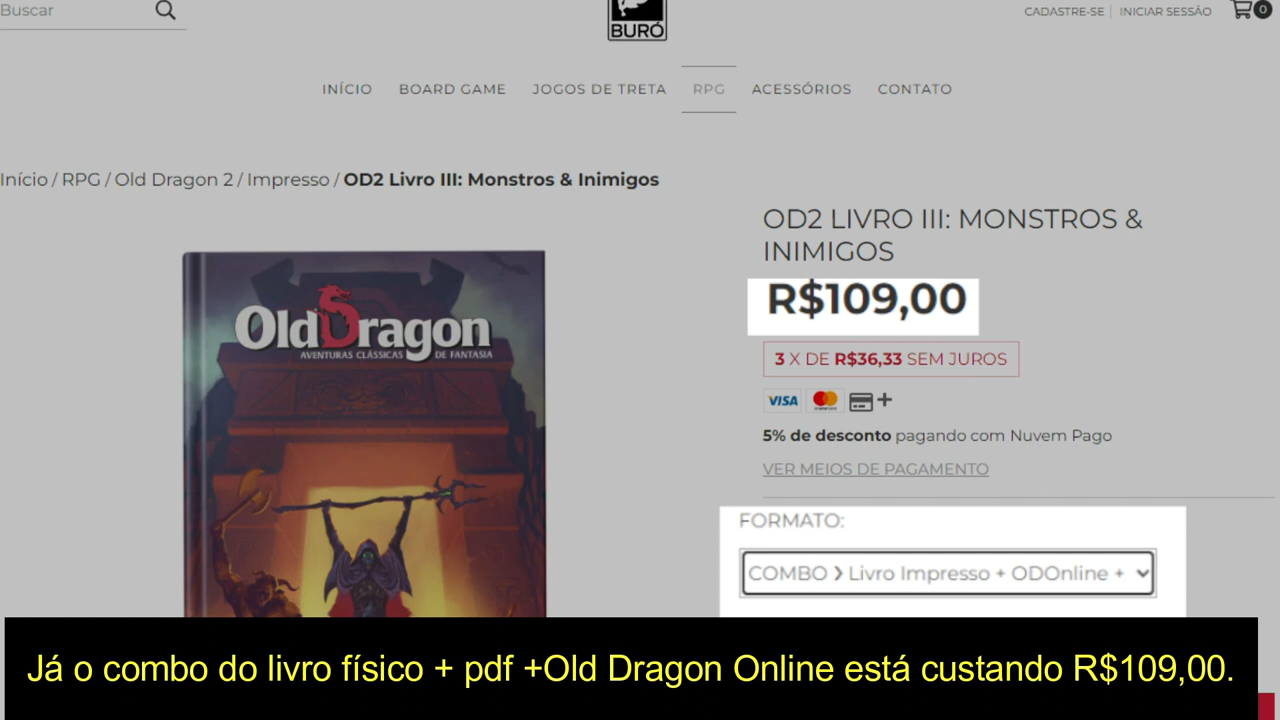 Buscar
BURÓ
CADASTRE-SE | INICIAR SESSÃO
0
INÍCIO BOARD GAME JOGOS DE TRETA RPG ACESSÓRIOS CONTATO
Início / RPG / Old Dragon 2 / Impresso / OD2 Livro III: Monstros & Inimigos
OD2 LIVRO III: MONSTROS &
INIMIGOS
R$109,00
3 X DE R$36,33 SEM JUROS
VISA mastercard
5% de desconto pagando com Nuvem Pago
VER MEIOS DE PAGAMENTO
FORMATO:
COMBO ❯ Livro Impresso + ODOnline +
Old Dragon
AVENTURAS CLÁSSICAS DE FANTASIA
Já o combo do livro físico + pdf +Old Dragon Online está custando R$109,00.